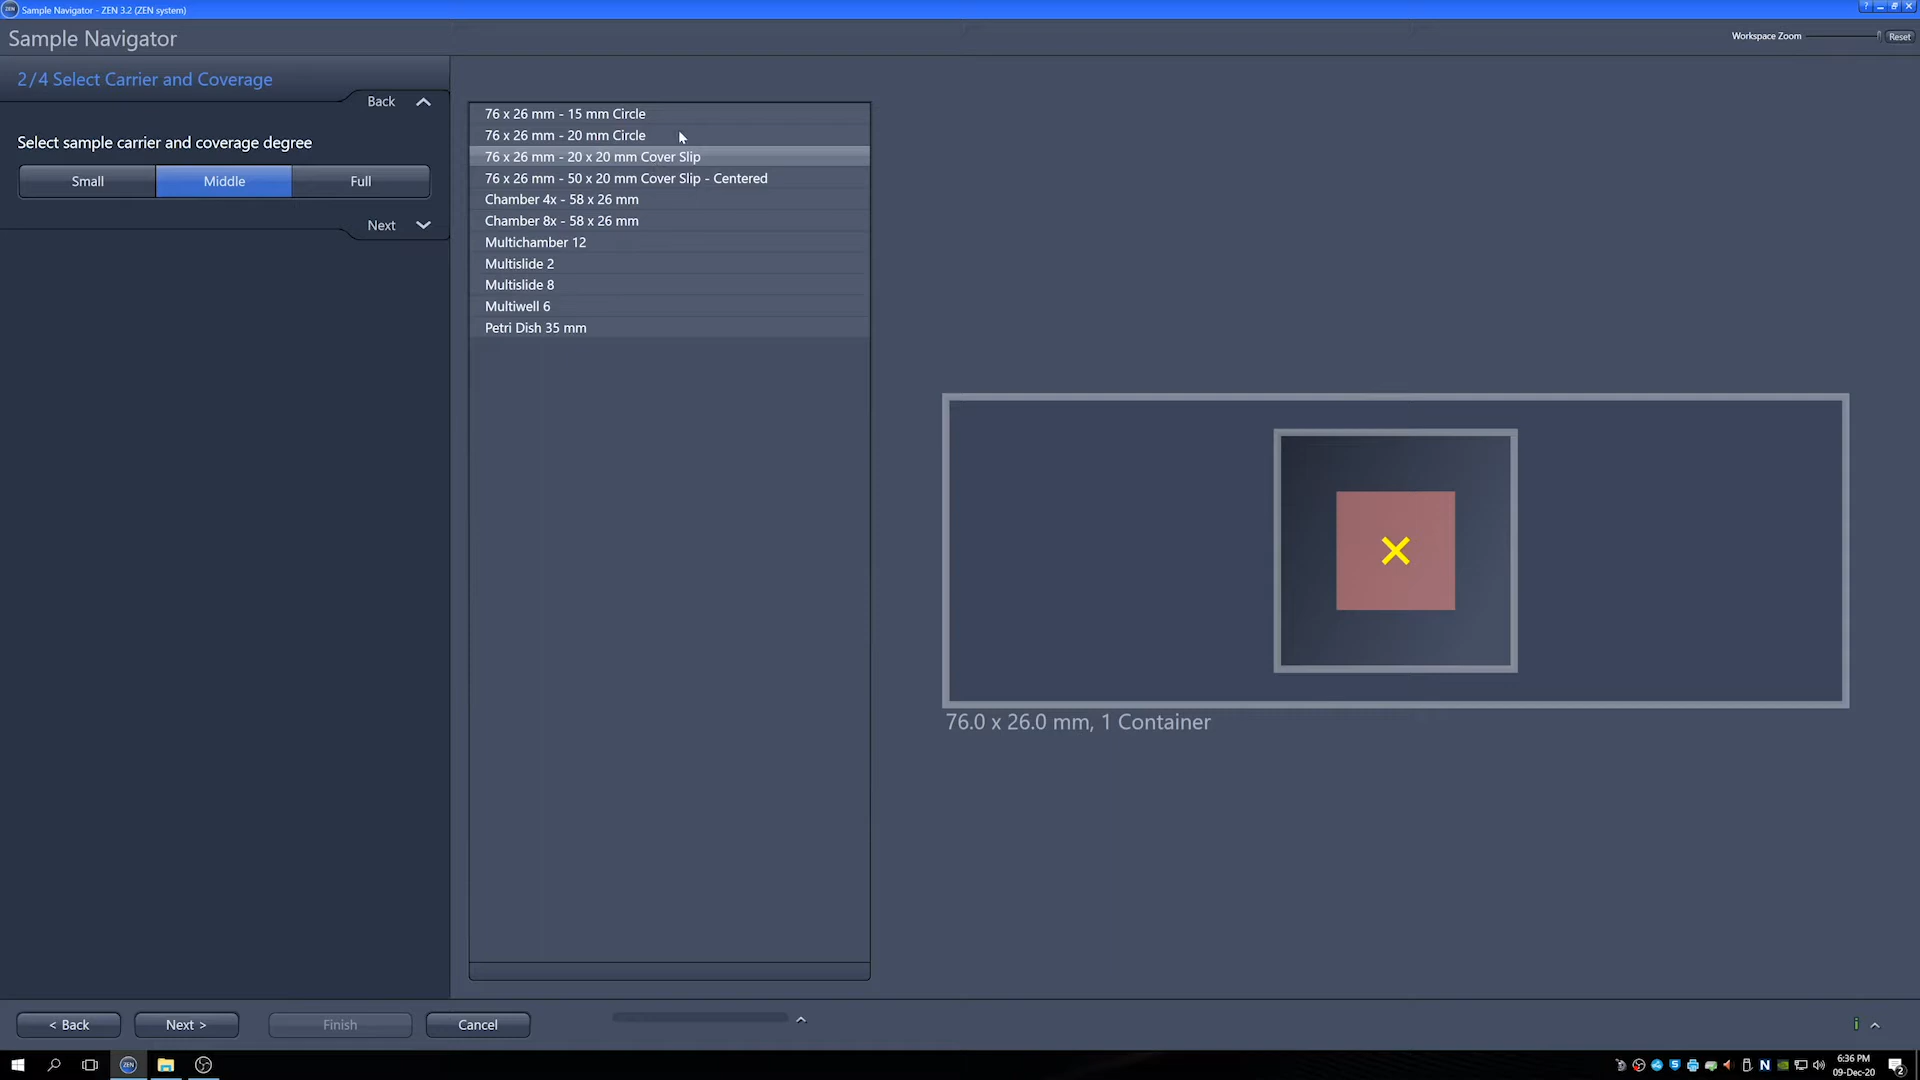 Sample Navigator - ZEN 3.2 (ZEN system)
Sample Navigator
Workspace Zoom
Reset
2/4 Select Carrier and Coverage
Back
Select sample carrier and coverage degree
Small
Middle
Full
Next
76 x 26 mm - 15 mm Circle
76 x 26 mm - 20 mm Circle
76 x 26 mm - 20 x 20 mm Cover Slip
76 x 26 mm - 50 x 20 mm Cover Slip - Centered
Chamber 4x - 58 x 26 mm
Chamber 8x - 58 x 26 mm
Multichamber 12
Multislide 2
Multislide 8
Multiwell 6
Petri Dish 35 mm
76.0 x 26.0 mm, 1 Container
< Back
Next >
Finish
Cancel
ZEN
6:36 PM
09-Dec-20
2